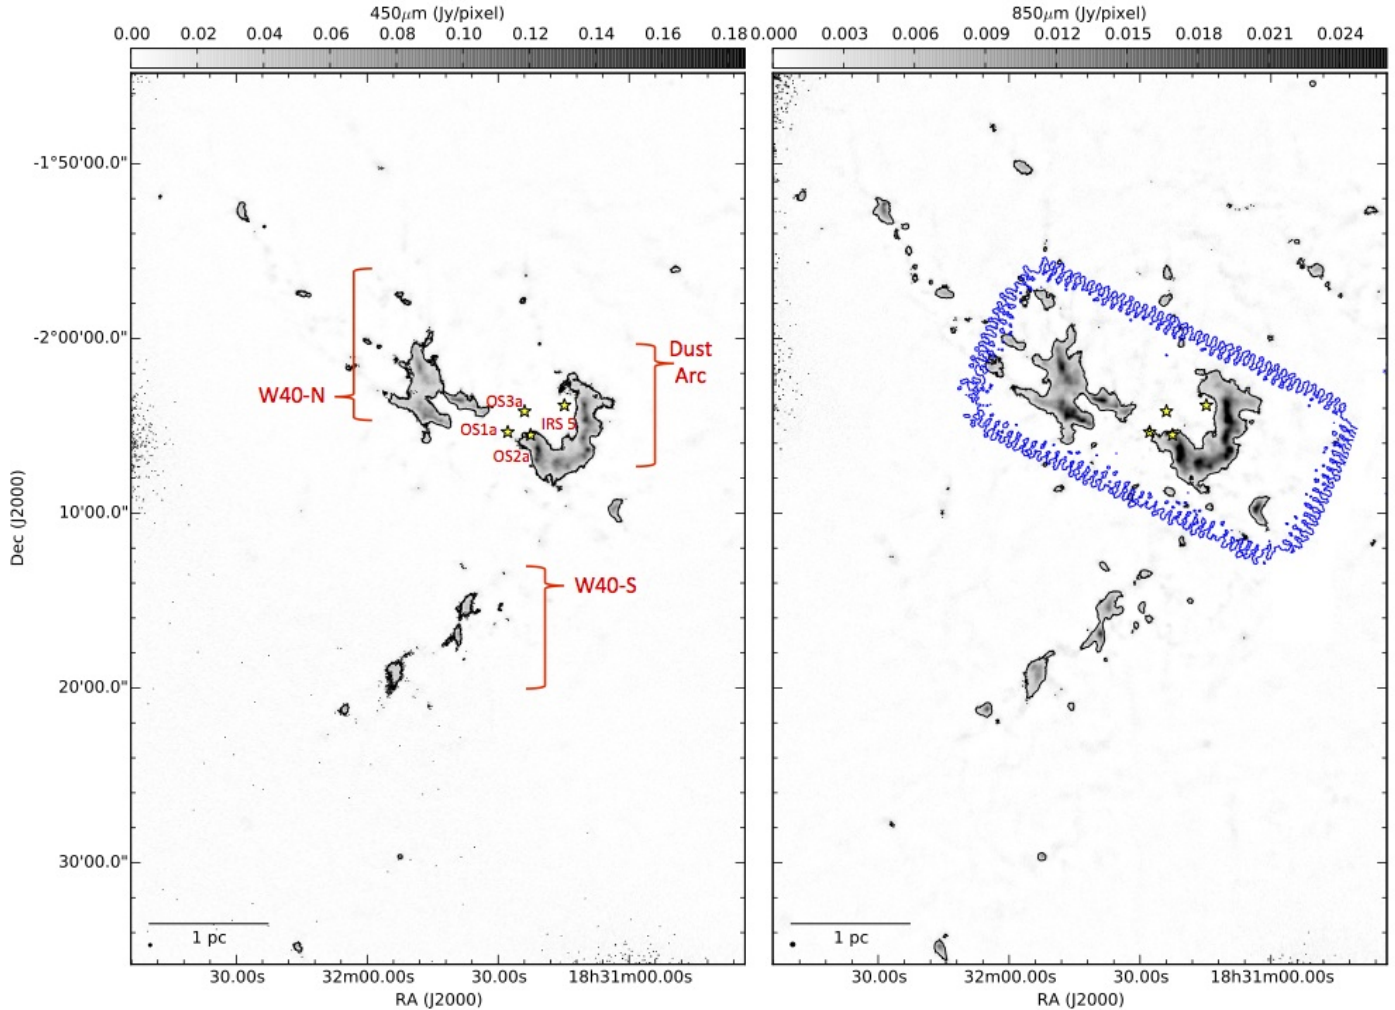 450μm (Jy/pixel)
850μm (Jy/pixel)
0.00 0.02 0.04 0.06 0.08 0.10 0.12 0.14 0.16 0.18
0.000 0.003 0.006 0.009 0.012 0.015 0.018 0.021 0.024
-1°50'00.0"
-2°00'00.0"
10'00.0"
20'00.0"
30'00.0"
Dec (J2000)
W40-N
OS3a
IRS 5
OS1a
OS2a
Dust
Arc
W40-S
1 pc
1 pc
30.00s 32m00.00s 30.00s 18h31m00.00s
30.00s 32m00.00s 30.00s 18h31m00.00s
RA (J2000)
RA (J2000)